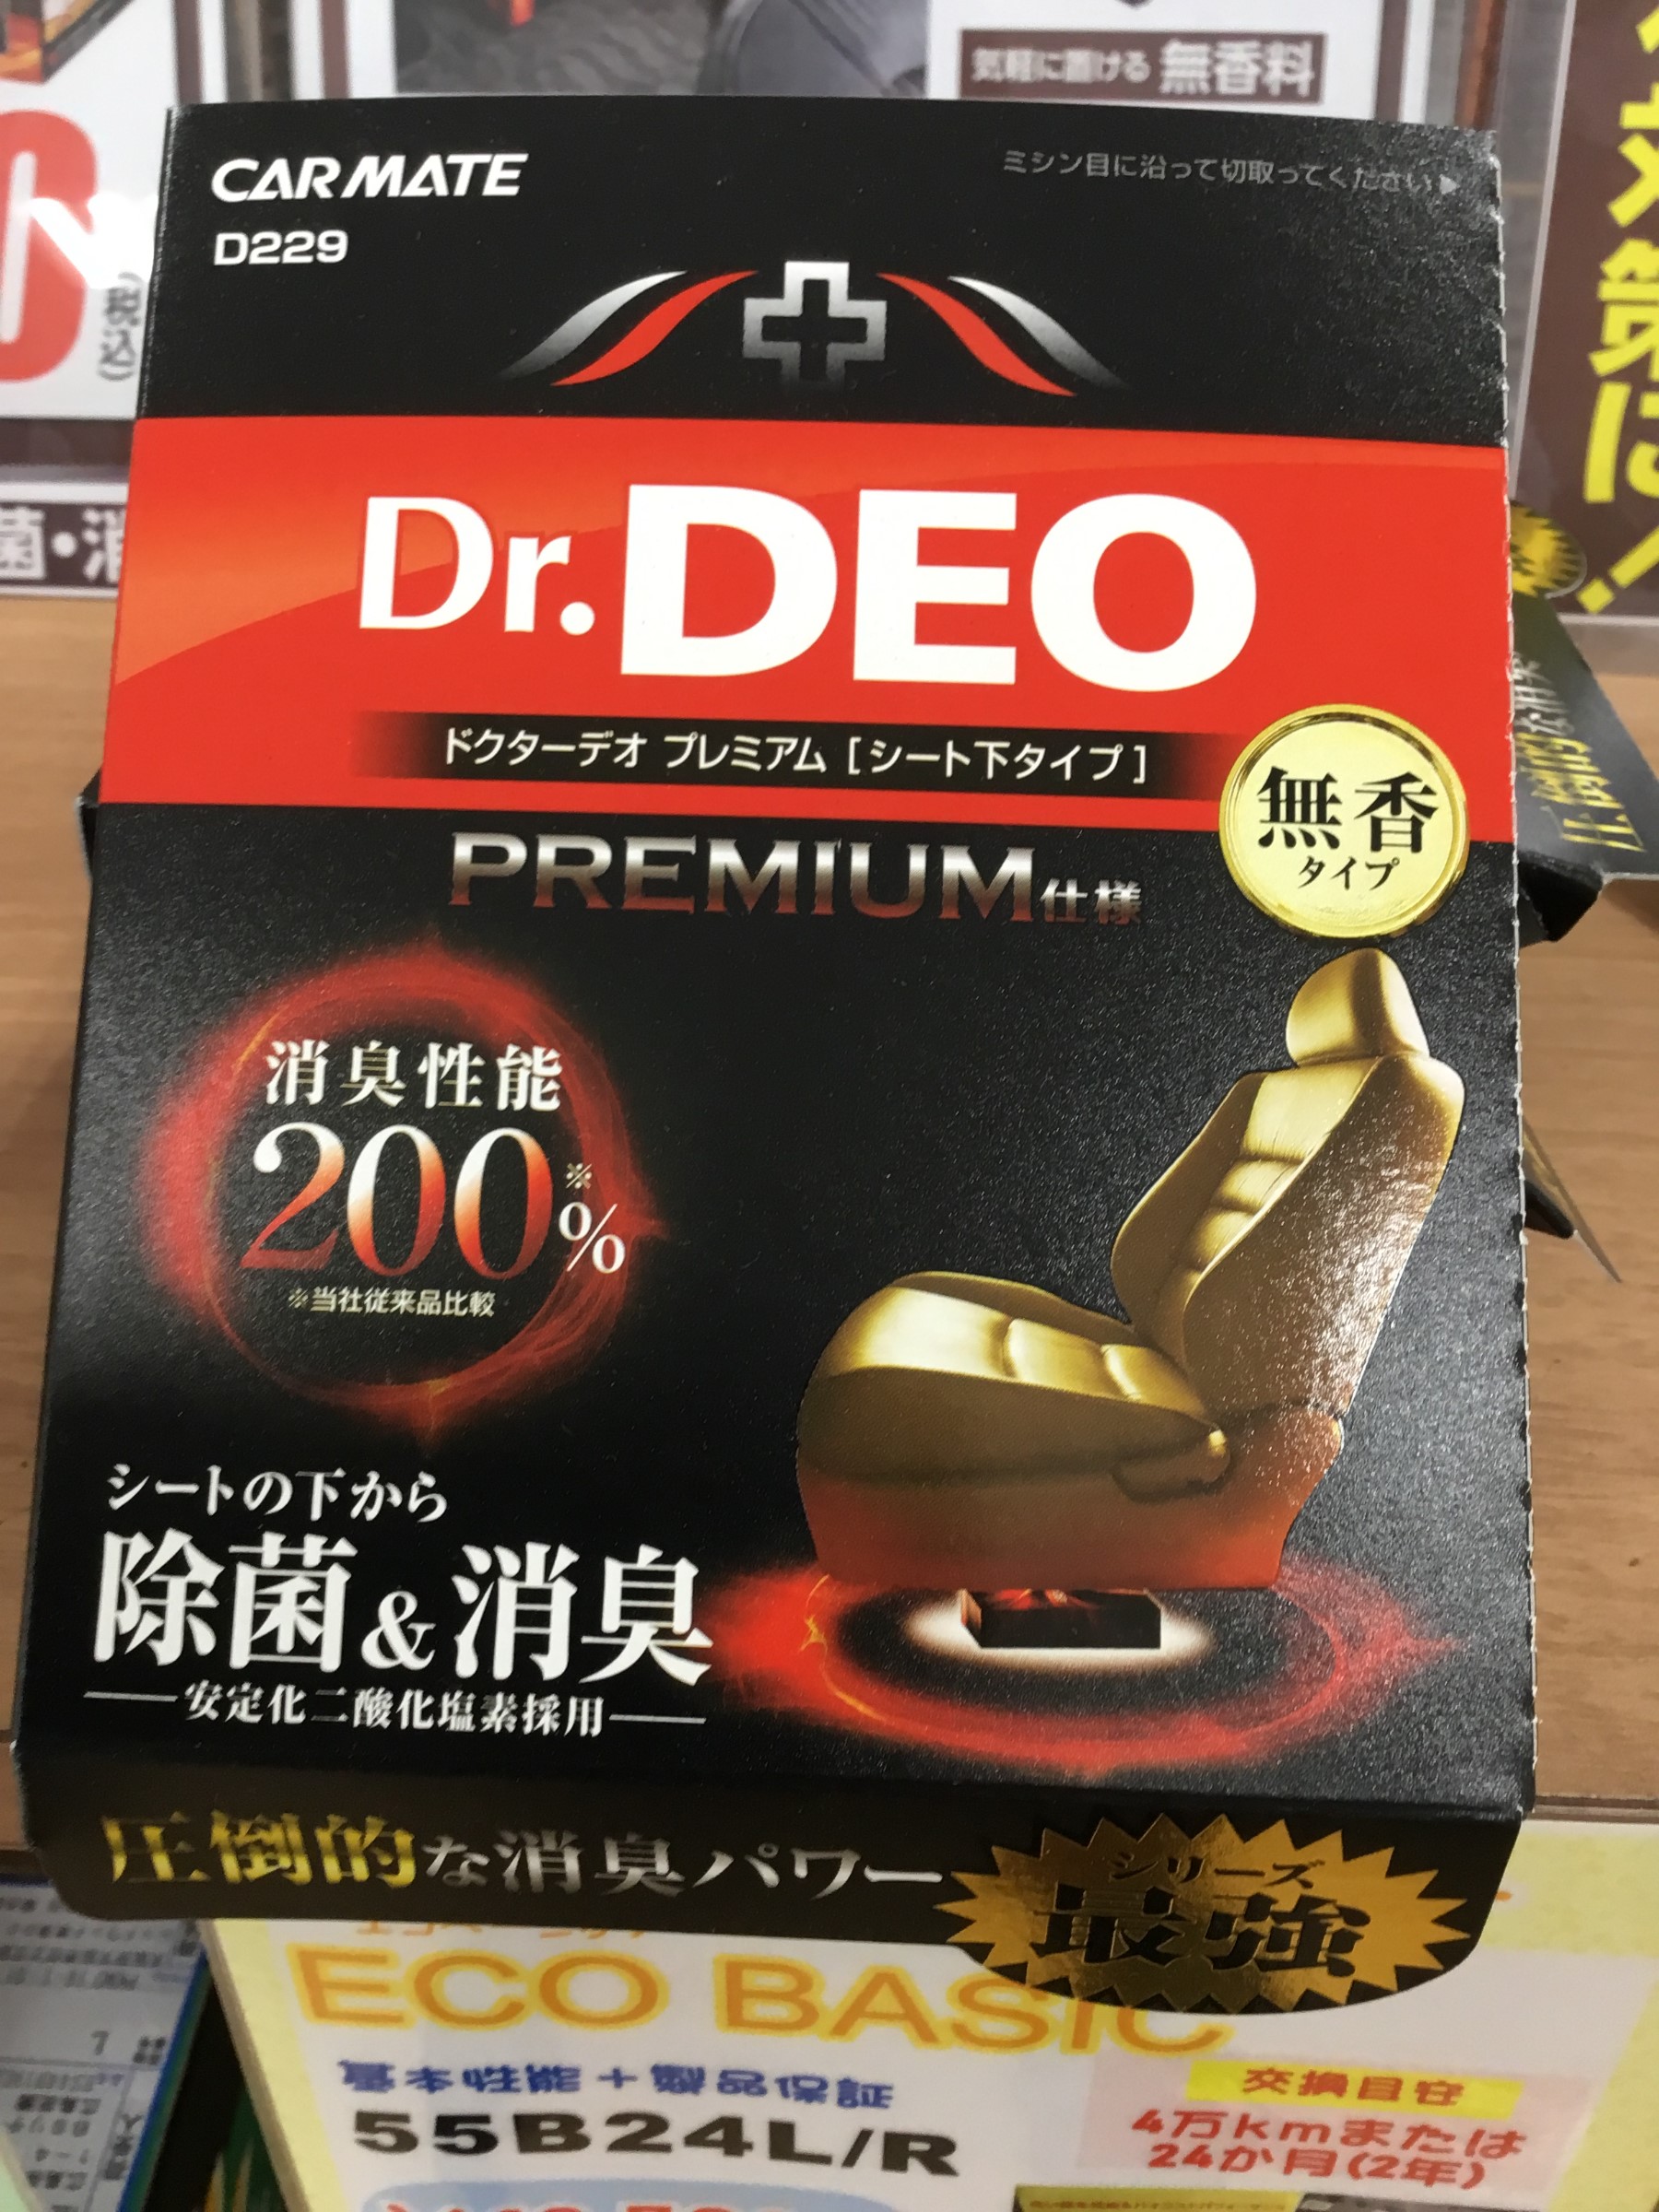 気軽に置ける 無香料
CARMATE
ミシン目に沿って切取ってください▶
D229
(税込)
対策に!
菌・消
Dr.DEO
ドクターデオ プレミアム [シート下タイプ]
無香
タイプ
PREMIUM仕様
消臭性能
200%※
※当社従来品比較
シートの下から
除菌&消臭
安定化二酸化塩素採用
圧倒的な消臭パワー
シリーズ
最強
ECO BASIC
基本性能+製品保証
55B24L/R
交換目安
4万kmまたは
24か月(2年)